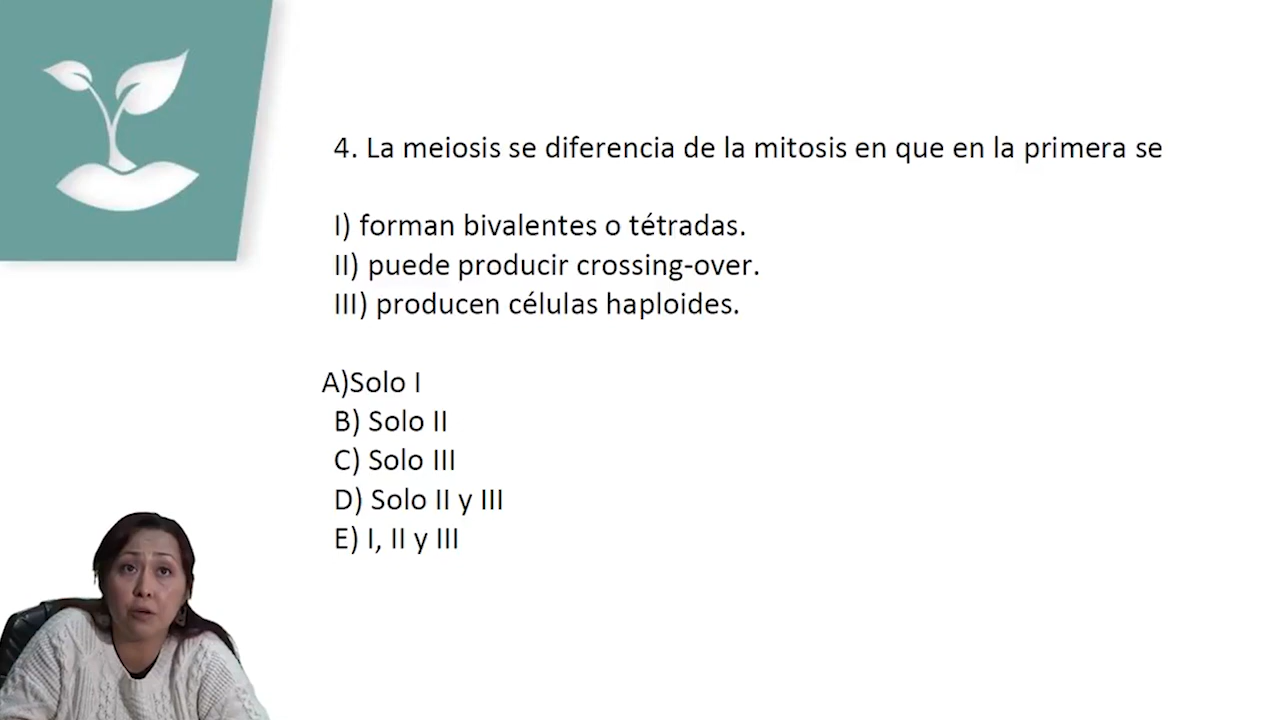 4. La meiosis se diferencia de la mitosis en que en la primera se
I) forman bivalentes o tétradas.
II) puede producir crossing-over.
III) producen células haploides.
A)Solo I
B) Solo II
C) Solo III
D) Solo II y III
E) I, II y III